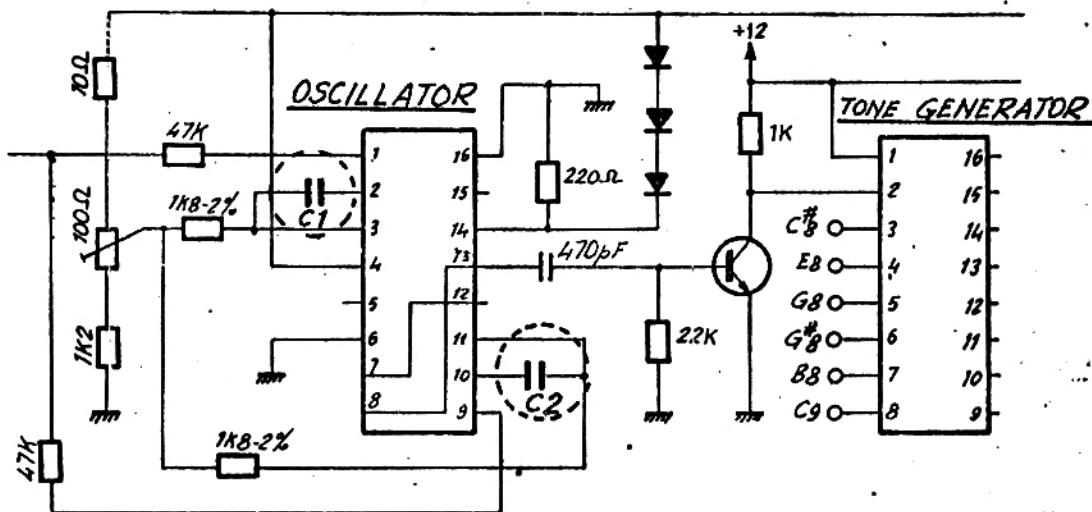 +12
10Ω
OSCILLATOR
TONE GENERATOR
47K
1K
1
16
2
15
3
14
4
13
5
12
6
11
7
10
8
9
C1
1K8-2%
100Ω
220Ω
470pF
1K2
22K
C2
47K
1K8-2%
1
16
2
15
C#8
3
14
E8
4
13
G8
5
12
G#8
6
11
B8
7
10
C9
8
9